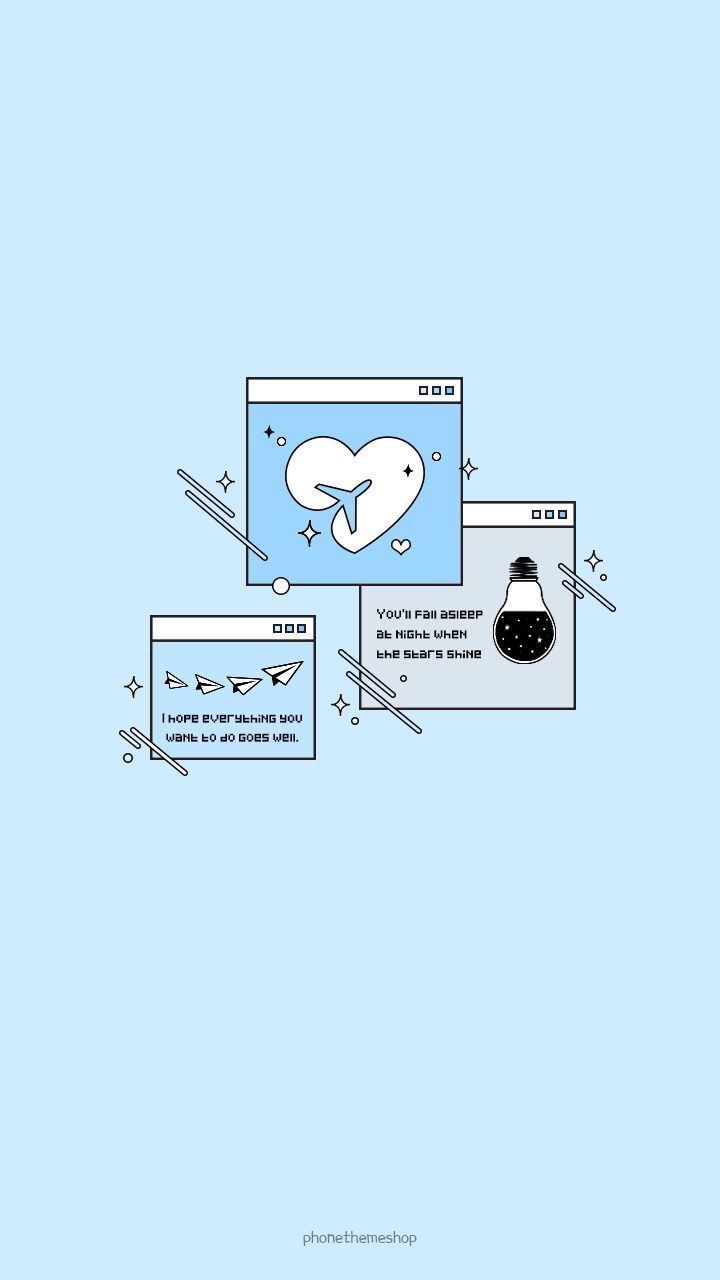 You'll fall asleep
at night when
the stars shine
I hope everything you
want to do goes well.
phonethemeshop